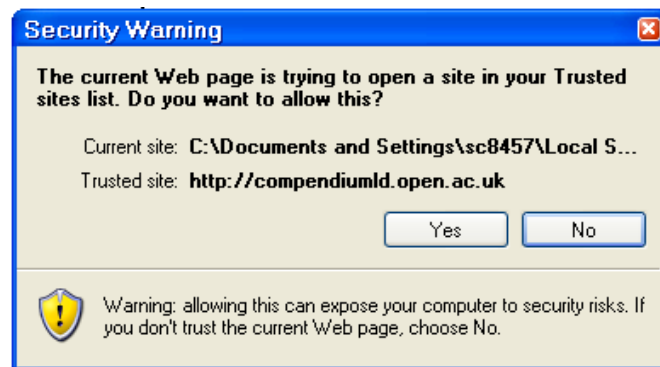 Security Warning
The current Web page is trying to open a site in your Trusted
sites list. Do you want to allow this?
Current site: C:\Documents and Settings\sc8457\Local S...
Trusted site: http://compendiumld.open.ac.uk
Yes No
Warning: allowing this can expose your computer to security risks. If
you don't trust the current Web page, choose No.